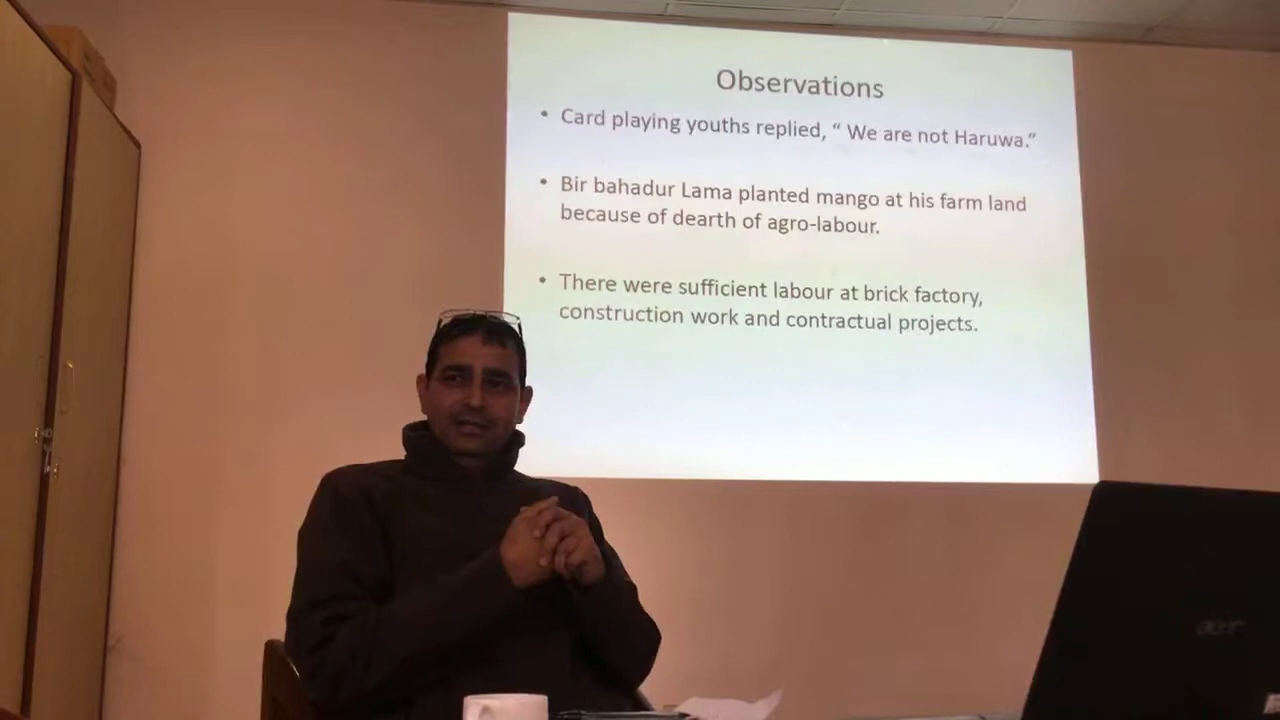 Observations
• Card playing youths replied, “ We are not Haruwa.”
• Bir bahadur Lama planted mango at his farm land
because of dearth of agro-labour.
• There were sufficient labour at brick factory,
construction work and contractual projects.
acer